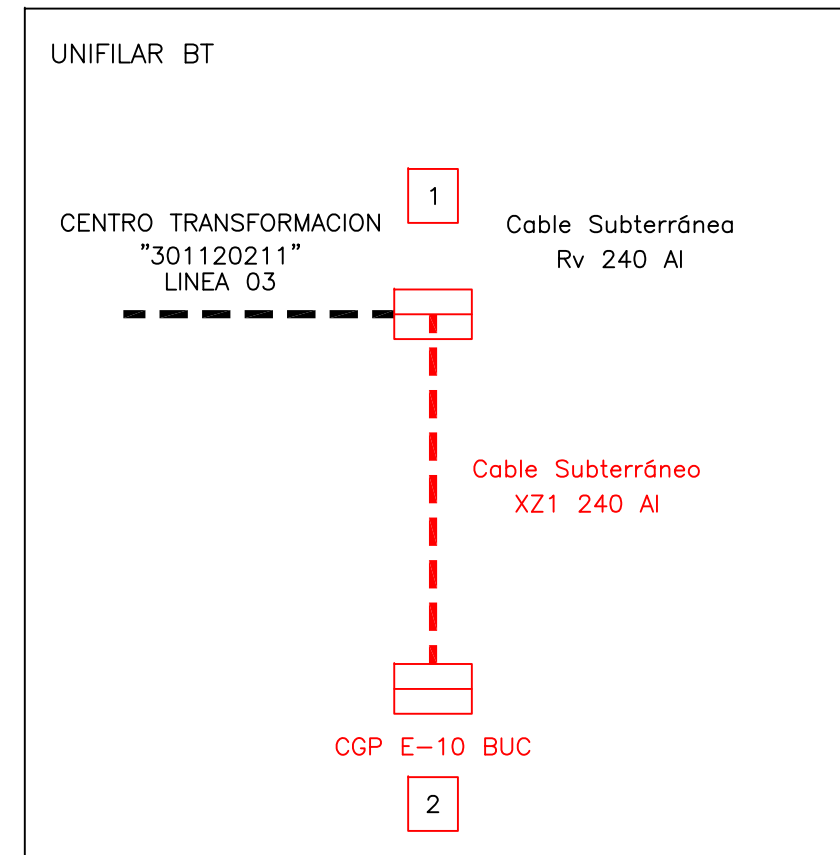 UNIFILAR BT
1
CENTRO TRANSFORMACION
"301120211"
LINEA 03
Cable Subterránea
Rv 240 Al
Cable Subterráneo
XZ1 240 Al
CGP E-10 BUC
2